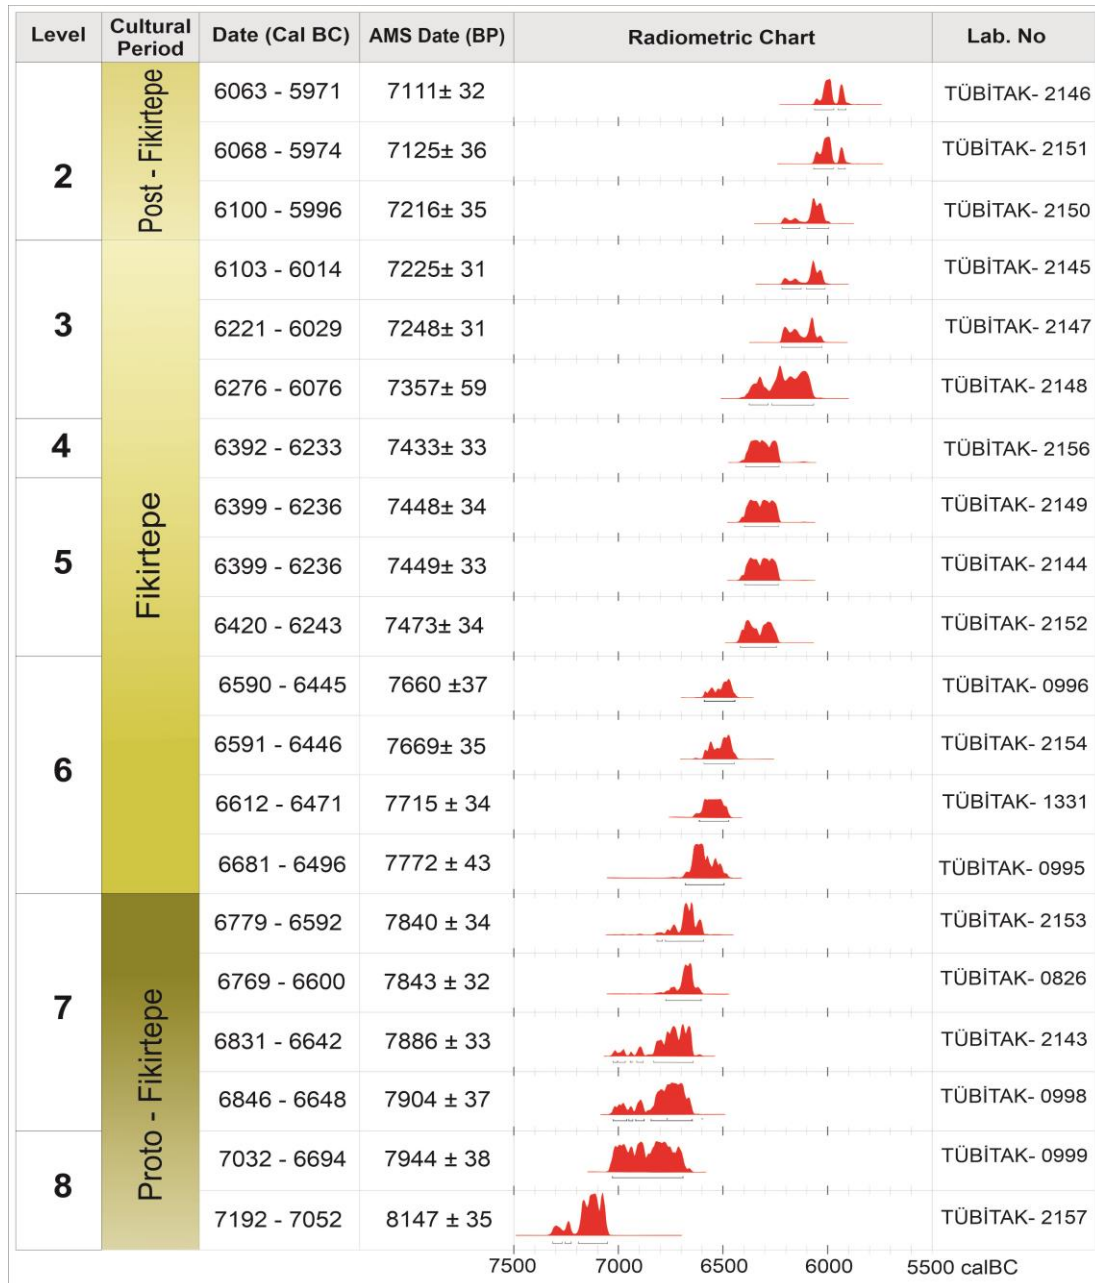 Level Cultural Period Date (Cal BC) AMS Date (BP) Radiometric Chart Lab. No
2 Post - Fikirtepe 6063 - 5971 7111± 32 TÜBİTAK- 2146
6068 - 5974 7125± 36 TÜBİTAK- 2151
6100 - 5996 7216± 35 TÜBİTAK- 2150
3 Fikirtepe 6103 - 6014 7225± 31 TÜBİTAK- 2145
6221 - 6029 7248± 31 TÜBİTAK- 2147
6276 - 6076 7357± 59 TÜBİTAK- 2148
4 6392 - 6233 7433± 33 TÜBİTAK- 2156
5 6399 - 6236 7448± 34 TÜBİTAK- 2149
6399 - 6236 7449± 33 TÜBİTAK- 2144
6420 - 6243 7473± 34 TÜBİTAK- 2152
6 6590 - 6445 7660 ±37 TÜBİTAK- 0996
6591 - 6446 7669± 35 TÜBİTAK- 2154
6612 - 6471 7715 ± 34 TÜBİTAK- 1331
6681 - 6496 7772 ± 43 TÜBİTAK- 0995
7 Proto - Fikirtepe 6779 - 6592 7840 ± 34 TÜBİTAK- 2153
6769 - 6600 7843 ± 32 TÜBİTAK- 0826
6831 - 6642 7886 ± 33 TÜBİTAK- 2143
6846 - 6648 7904 ± 37 TÜBİTAK- 0998
8 7032 - 6694 7944 ± 38 TÜBİTAK- 0999
7192 - 7052 8147 ± 35 TÜBİTAK- 2157
7500 7000 6500 6000 5500 calBC